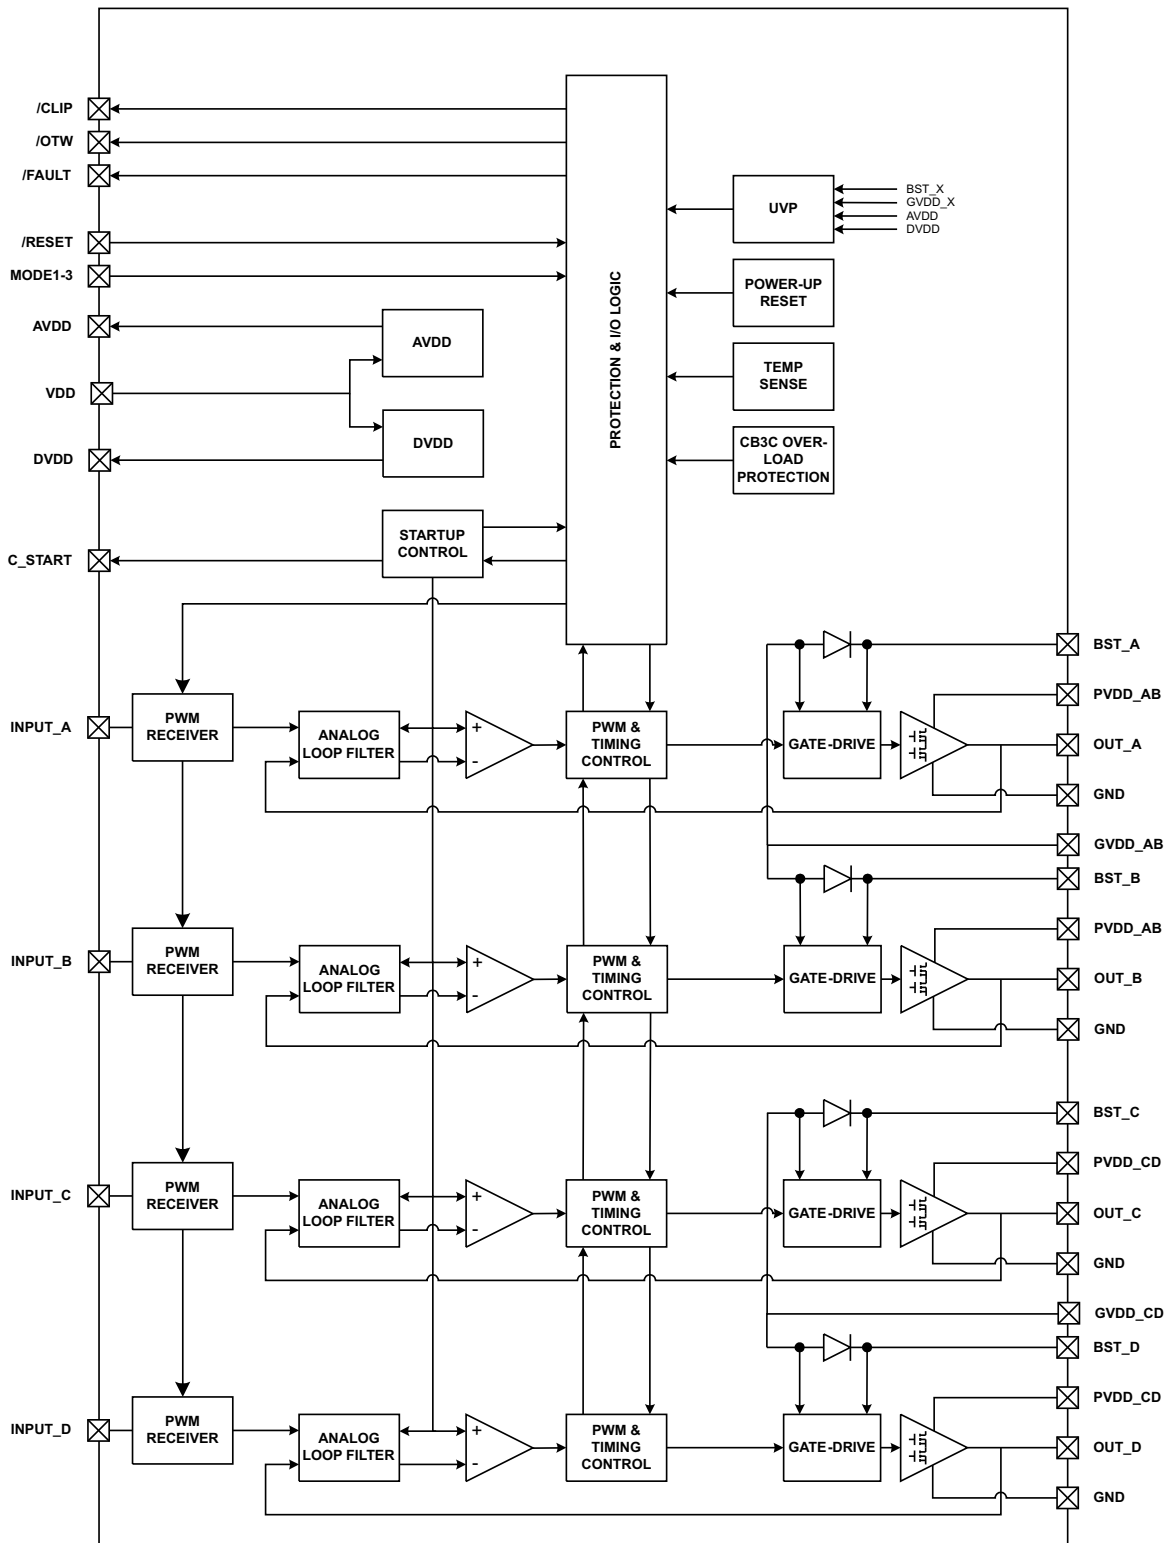 /CLIP
/OTW
/FAULT
/RESET
MODE1-3
AVDD
VDD
DVDD
C_START
AVDD
DVDD
STARTUP
CONTROL
PROTECTION & I/O LOGIC
UVP
BST_X
GVDD_X
AVDD
DVDD
POWER-UP
RESET
TEMP
SENSE
CB3C OVER-
LOAD
PROTECTION
INPUT_A
PWM
RECEIVER
ANALOG
LOOP FILTER
+
-
PWM &
TIMING
CONTROL
GATE-DRIVE
BST_A
PVDD_AB
OUT_A
GND
GVDD_AB
INPUT_B
PWM
RECEIVER
ANALOG
LOOP FILTER
+
-
PWM &
TIMING
CONTROL
GATE-DRIVE
BST_B
PVDD_AB
OUT_B
GND
INPUT_C
PWM
RECEIVER
ANALOG
LOOP FILTER
+
-
PWM &
TIMING
CONTROL
GATE-DRIVE
BST_C
PVDD_CD
OUT_C
GND
GVDD_CD
INPUT_D
PWM
RECEIVER
ANALOG
LOOP FILTER
+
-
PWM &
TIMING
CONTROL
GATE-DRIVE
BST_D
PVDD_CD
OUT_D
GND